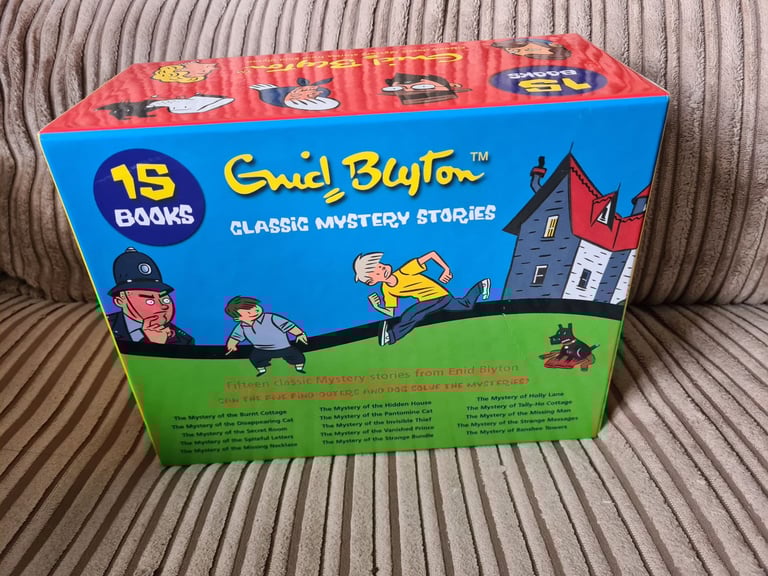 Enid Blyton
15
BOOKS
15
BOOKS
Enid Blyton™
CLASSIC MYSTERY STORIES
Fifteen classic Mystery stories from Enid Blyton
CAN THE FIVE FIND-OUTERS AND DOG SOLVE THE MYSTERIES?
The Mystery of the Burnt Cottage
The Mystery of the Disappearing Cat
The Mystery of the Secret Room
The Mystery of the Spiteful Letters
The Mystery of the Missing Necklace
The Mystery of the Hidden House
The Mystery of the Pantomime Cat
The Mystery of the Invisible Thief
The Mystery of the Vanished Prince
The Mystery of the Strange Bundle
The Mystery of Holly Lane
The Mystery of Tally-Ho Cottage
The Mystery of the Missing Man
The Mystery of the Strange Messages
The Mystery of Banshee Towers